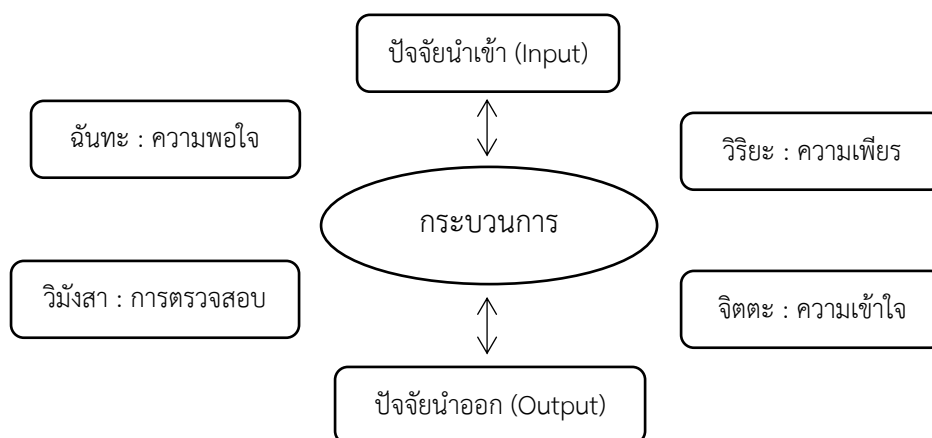 ปัจจัยนำเข้า (Input)
ฉันทะ : ความพอใจ
วิริยะ : ความเพียร
กระบวนการ
วิมังสา : การตรวจสอบ
จิตตะ : ความเข้าใจ
ปัจจัยนำออก (Output)